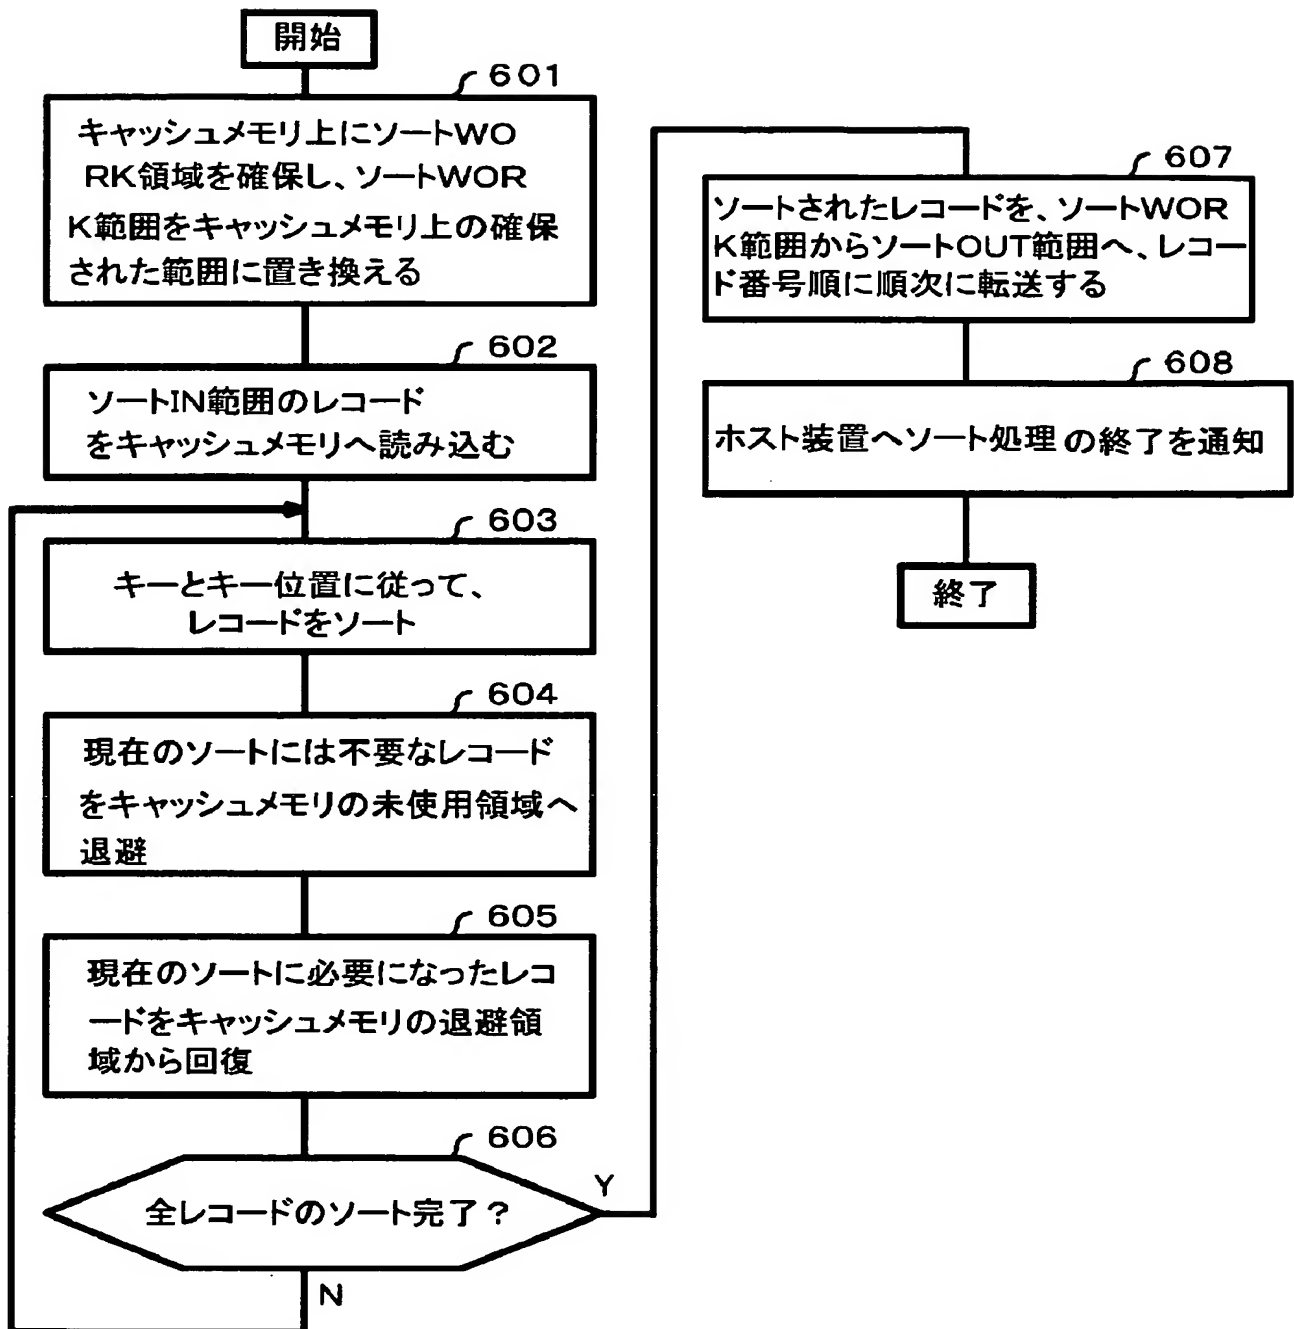 開始
601
キャッシュメモリ上にソートWO
RK領域を確保し、ソートWOR
K範囲をキャッシュメモリ上の確保
された範囲に置き換える
602
ソートIN範囲のレコード
をキャッシュメモリへ読み込む
603
キーとキー位置に従って、
レコードをソート
604
現在のソートには不要なレコード
をキャッシュメモリの未使用領域へ
退避
605
現在のソートに必要になったレコ
ードをキャッシュメモリの退避領
域から回復
606
全レコードのソート完了?
Y
N
607
ソートされたレコードを、ソートWOR
K範囲からソートOUT範囲へ、レコー
ド番号順に順次に転送する
608
ホスト装置へソート処理の終了を通知
終了